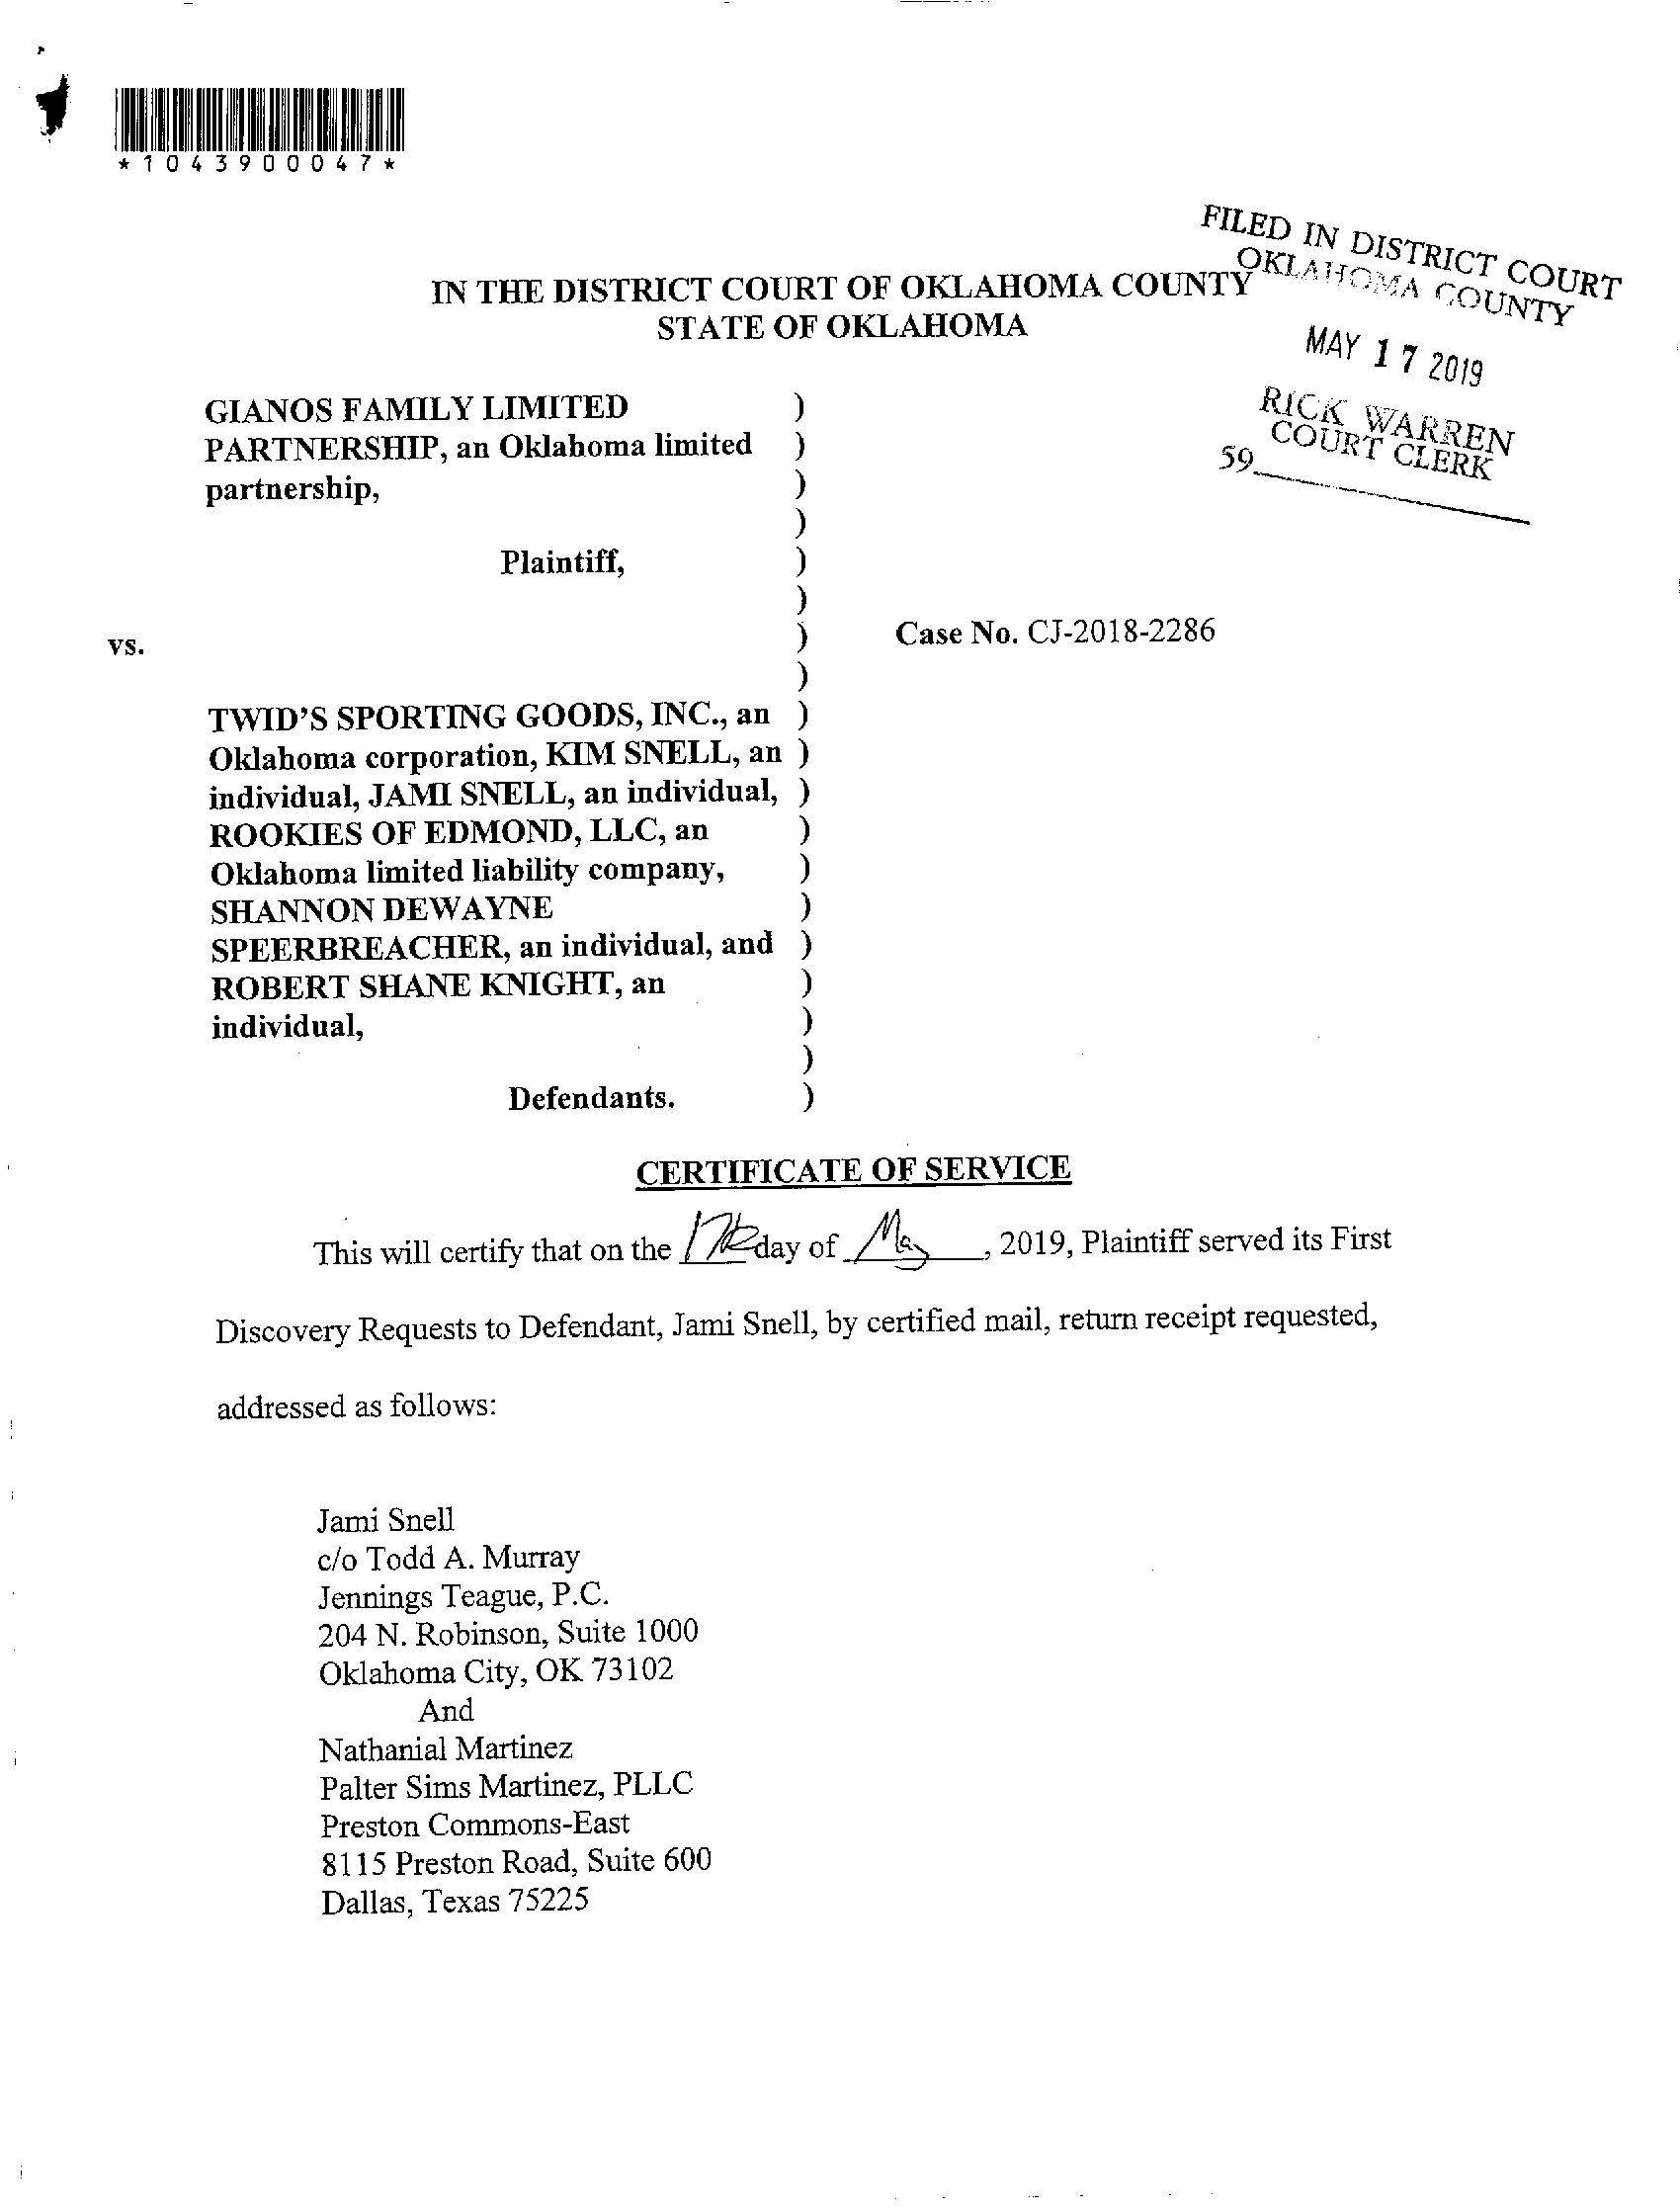 *1043900047*
FILED IN DISTRICT COURT
OKLAHOMA COUNTY
MAY 17 2019
RICK WARREN
COURT CLERK
59
IN THE DISTRICT COURT OF OKLAHOMA COUNTY
STATE OF OKLAHOMA
GIANOS FAMILY LIMITED )
PARTNERSHIP, an Oklahoma limited )
partnership, )
)
Plaintiff, )
)
vs. ) Case No. CJ-2018-2286
)
TWID'S SPORTING GOODS, INC., an )
Oklahoma corporation, KIM SNELL, an )
individual, JAMI SNELL, an individual, )
ROOKIES OF EDMOND, LLC, an )
Oklahoma limited liability company, )
SHANNON DEWAYNE )
SPEERBREACHER, an individual, and )
ROBERT SHANE KNIGHT, an )
individual, )
)
Defendants. )
CERTIFICATE OF SERVICE
This will certify that on the 17th day of May, 2019, Plaintiff served its First
Discovery Requests to Defendant, Jami Snell, by certified mail, return receipt requested,
addressed as follows:
Jami Snell
c/o Todd A. Murray
Jennings Teague, P.C.
204 N. Robinson, Suite 1000
Oklahoma City, OK 73102
And
Nathanial Martinez
Palter Sims Martinez, PLLC
Preston Commons-East
8115 Preston Road, Suite 600
Dallas, Texas 75225